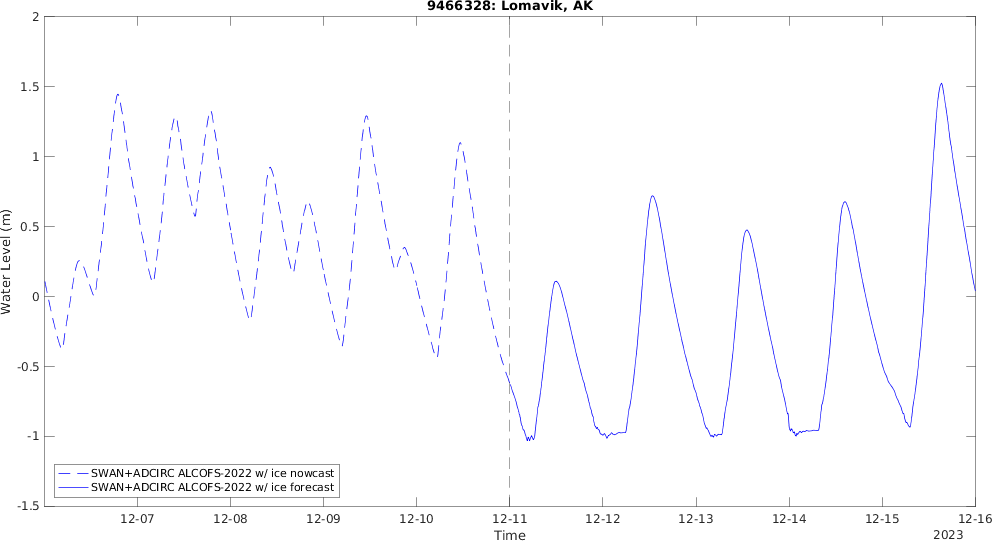 9466328: Lomavik, AK
2
1.5
1
0.5
0
-0.5
-1
-1.5
Water Level (m)
SWAN+ADCIRC ALCOFS-2022 w/ ice nowcast
SWAN+ADCIRC ALCOFS-2022 w/ ice forecast
12-07 12-08 12-09 12-10 12-11 12-12 12-13 12-14 12-15 12-16
Time
2023